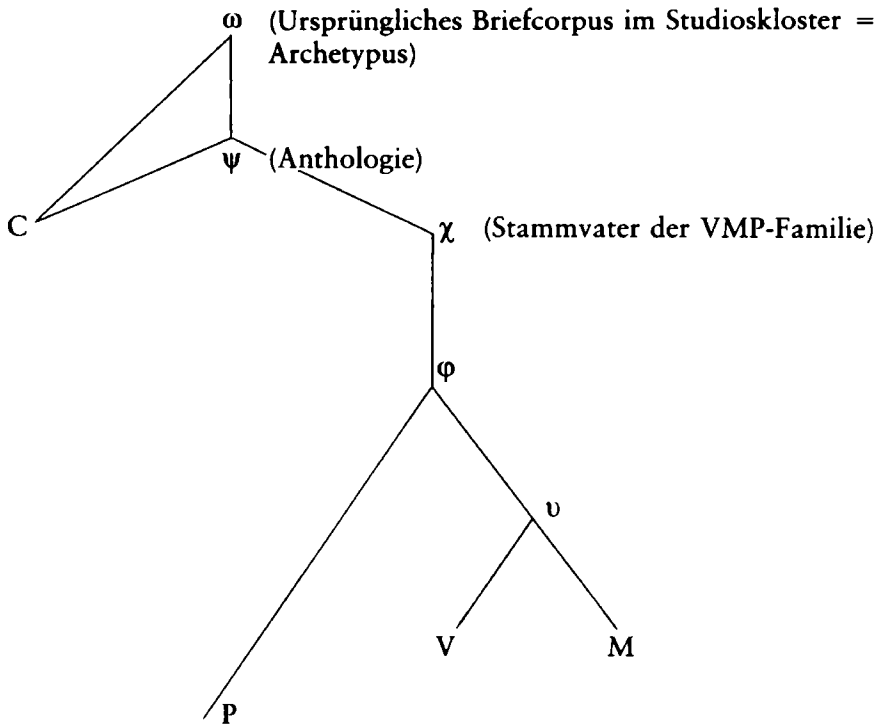 ω (Ursprüngliches Briefcorpus im Studioskloster =
Archetypus)
ψ (Anthologie)
C
χ (Stammvater der VMP-Familie)
φ
υ
V M
P